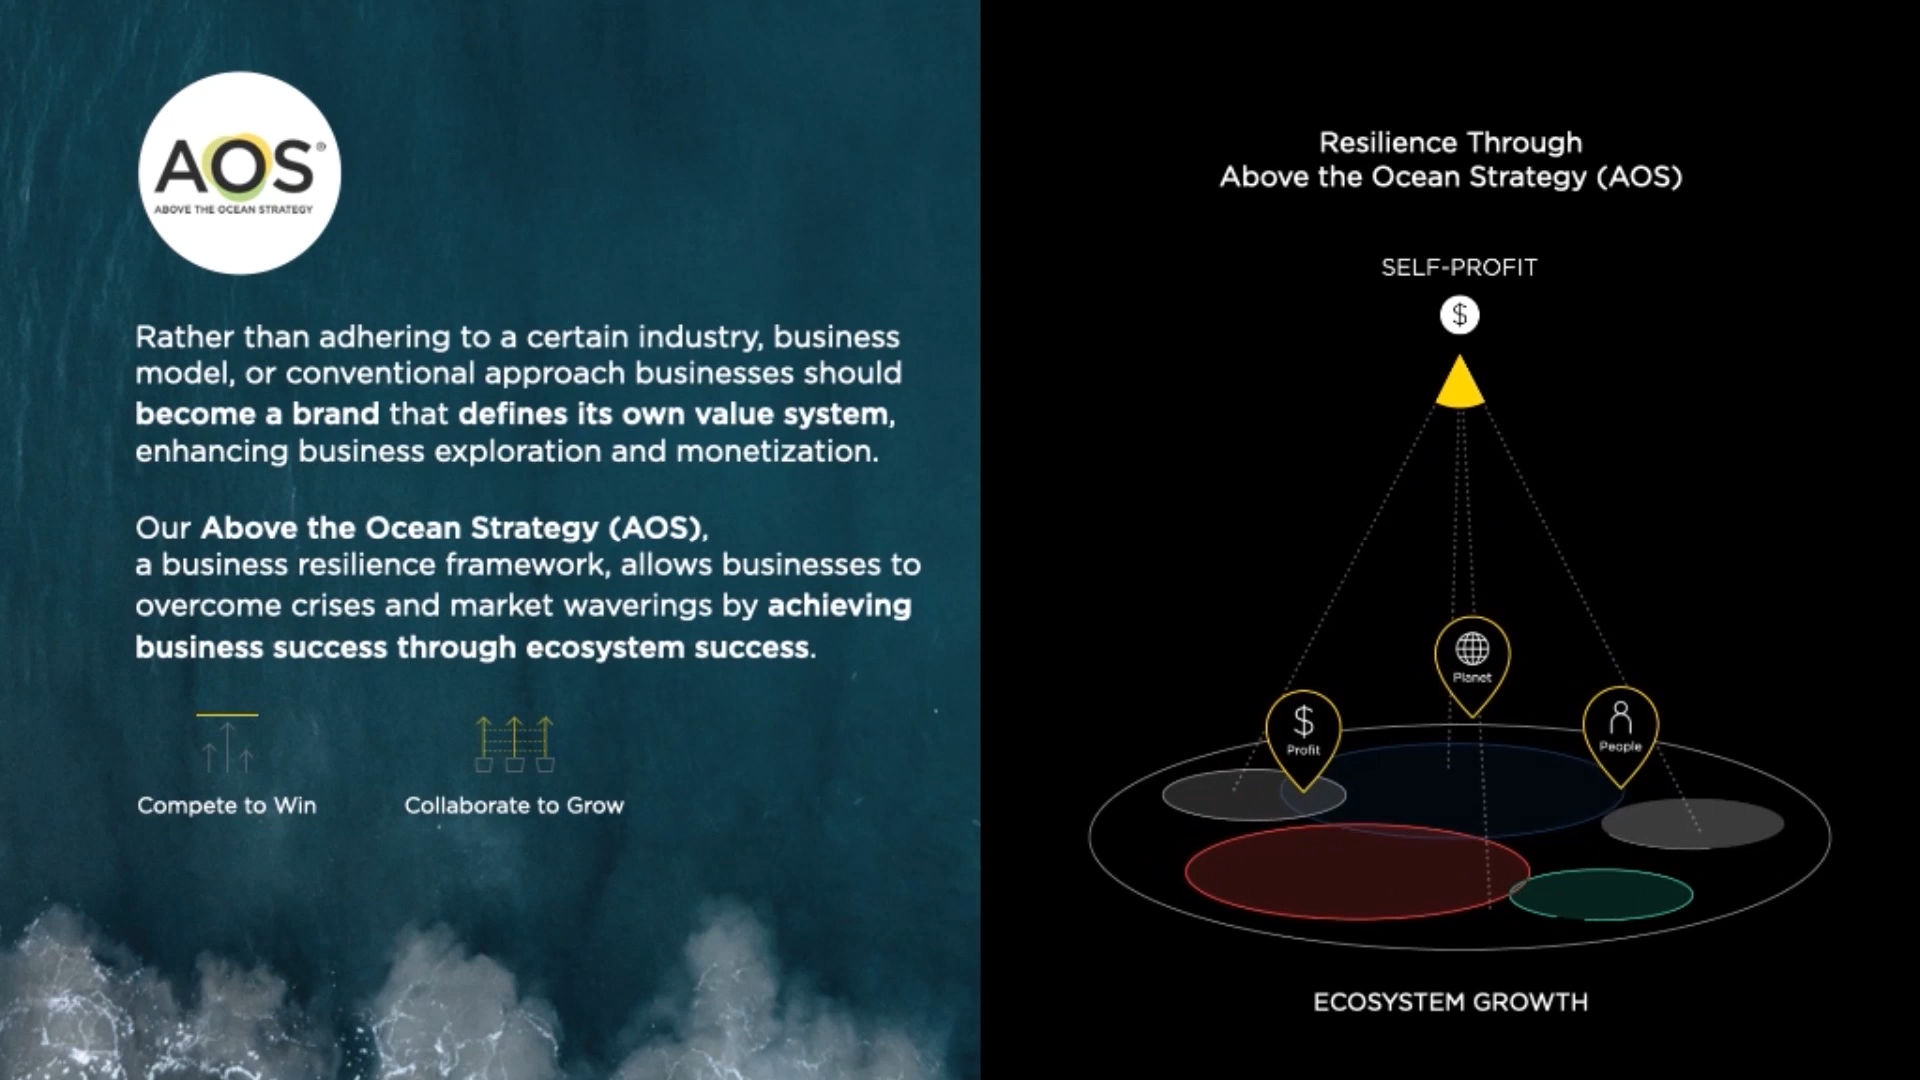 AOS®
ABOVE THE OCEAN STRATEGY
Rather than adhering to a certain industry, business
model, or conventional approach businesses should
become a brand that defines its own value system,
enhancing business exploration and monetization.
Our Above the Ocean Strategy (AOS),
a business resilience framework, allows businesses to
overcome crises and market waverings by achieving
business success through ecosystem success.
Compete to Win
Collaborate to Grow
Resilience Through
Above the Ocean Strategy (AOS)
SELF-PROFIT
$
Planet
$
Profit
People
ECOSYSTEM GROWTH